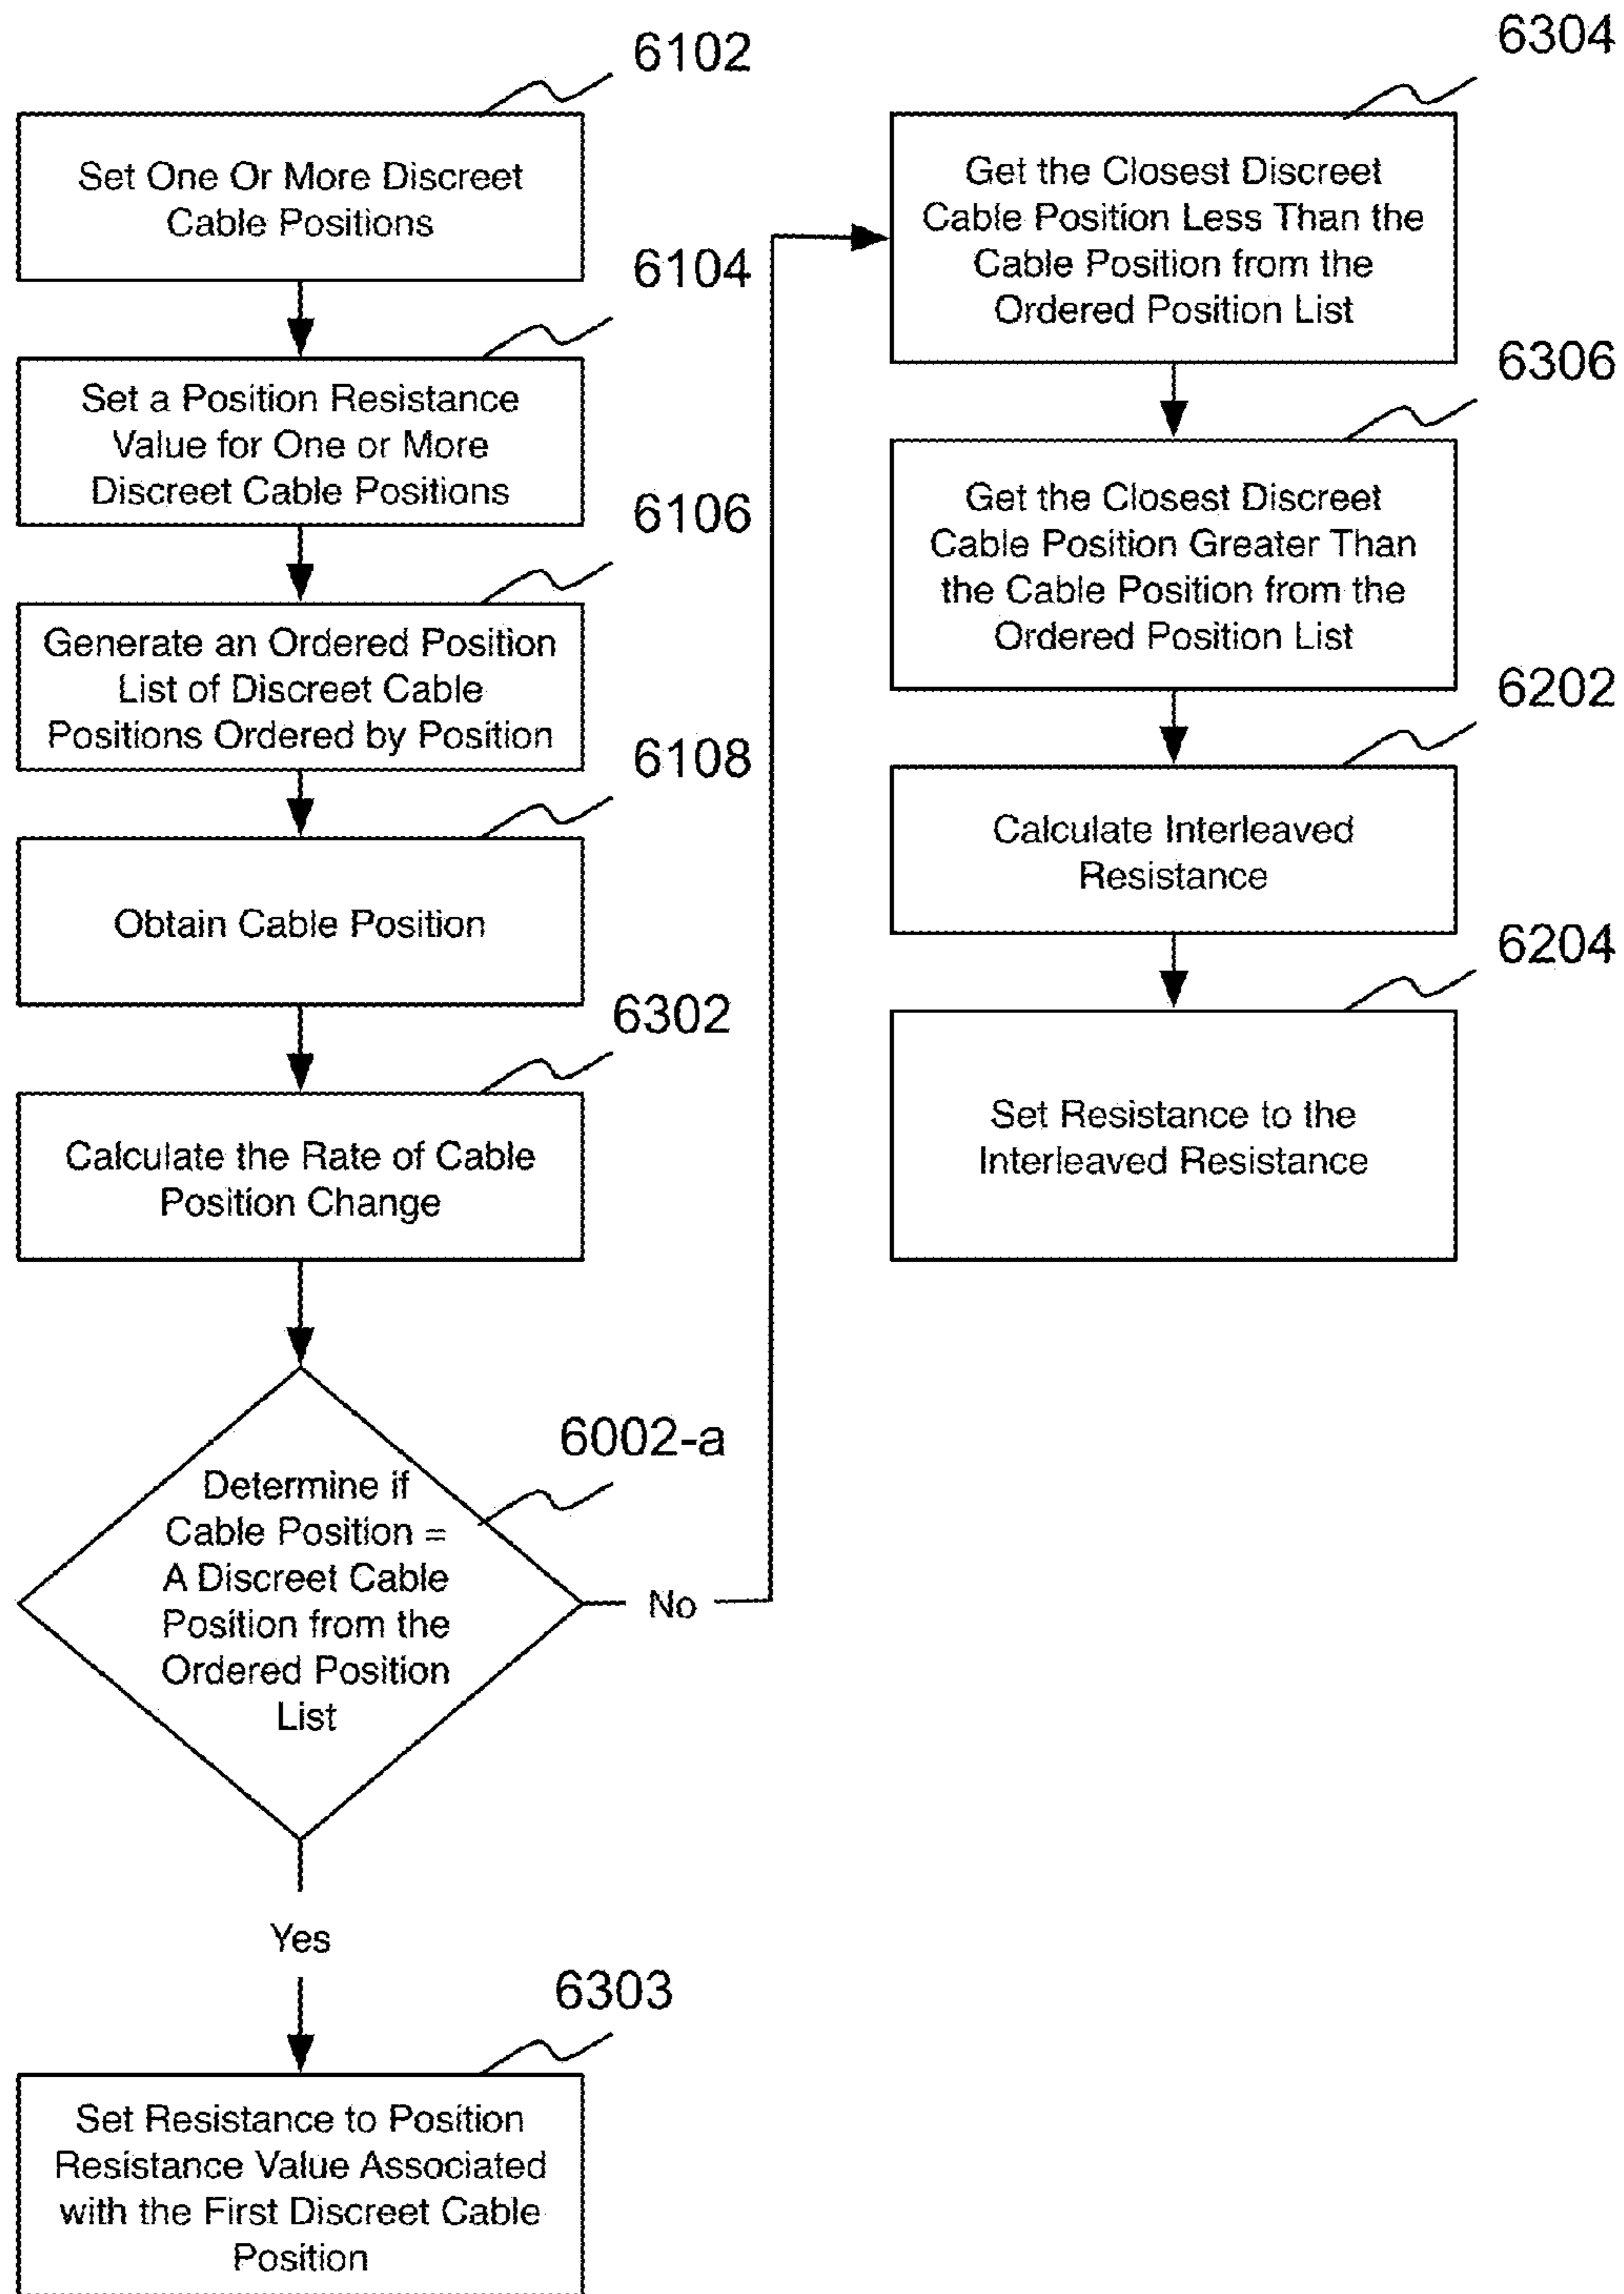 6102
Set One Or More Discreet
Cable Positions
6104
Set a Position Resistance
Value for One or More
Discreet Cable Positions
6106
Generate an Ordered Position
List of Discreet Cable
Positions Ordered by Position
6108
Obtain Cable Position
6302
Calculate the Rate of Cable
Position Change
6002-a
Determine if
Cable Position =
A Discreet Cable
Position from the
Ordered Position
List
No
Yes
6303
Set Resistance to Position
Resistance Value Associated
with the First Discreet Cable
Position
6304
Get the Closest Discreet
Cable Position Less Than the
Cable Position from the
Ordered Position List
6306
Get the Closest Discreet
Cable Position Greater Than
the Cable Position from the
Ordered Position List
6202
Calculate Interleaved
Resistance
6204
Set Resistance to the
Interleaved Resistance